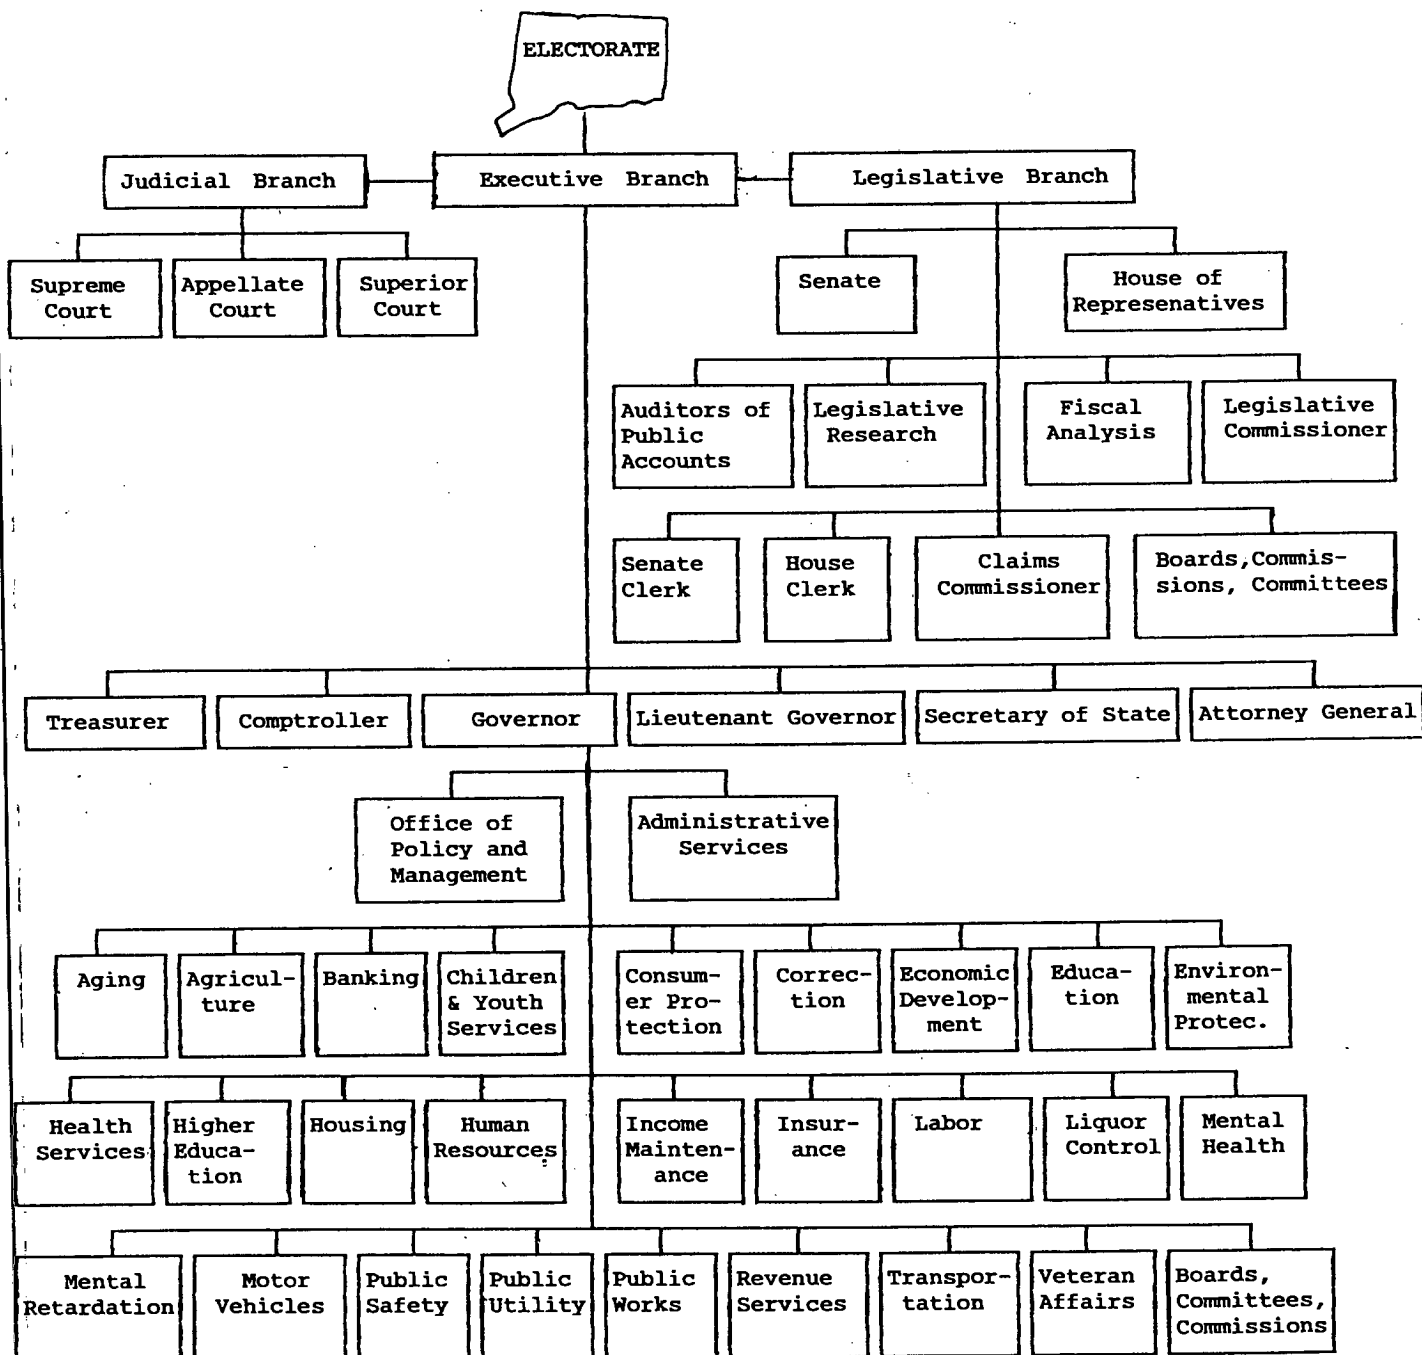 ELECTORATE
Judicial Branch
Executive Branch
Legislative Branch
Supreme
Court
Appellate
Court
Superior
Court
Senate
House of
Represenatives
Auditors of
Public
Accounts
Legislative
Research
Fiscal
Analysis
Legislative
Commissioner
Senate
Clerk
House
Clerk
Claims
Commissioner
Boards,Commis-
sions, Committees
Treasurer
Comptroller
Governor
Lieutenant Governor
Secretary of State
Attorney General
Office of
Policy and
Management
Administrative
Services
Aging
Agricul-
ture
Banking
Children
& Youth
Services
Consum-
er Pro-
tection
Correc-
tion
Economic
Develop-
ment
Educa-
tion
Environ-
mental
Protec.
Health
Services
Higher
Educa-
tion
Housing
Human
Resources
Income
Mainten-
ance
Insur-
ance
Labor
Liquor
Control
Mental
Health
Mental
Retardation
Motor
Vehicles
Public
Safety
Public
Utility
Public
Works
Revenue
Services
Transpor-
tation
Veteran
Affairs
Boards,
Committees,
Commissions